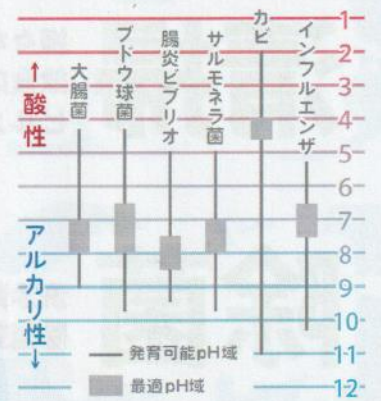 ↑酸性
アルカリ性↓
大腸菌
ブドウ球菌
腸炎ビブリオ
サルモネラ菌
カビ
インフルエンザ
1
2
3
4
5
6
7
8
9
10
11
12
発育可能pH域
最適pH域